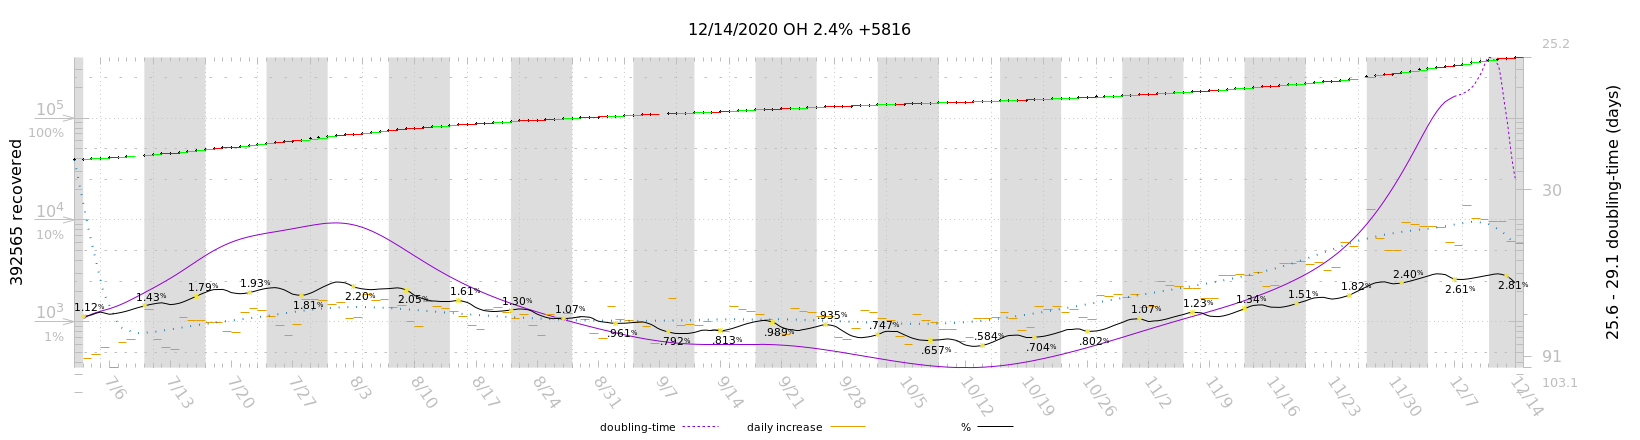 12/14/2020 OH 2.4% +5816
25.2
10⁵
100%
10⁴
10%
10³
1%
392565 recovered
30
91
103.1
25.6 - 29.1 doubling-time (days)
1.12% 1.43% 1.79% 1.93% 1.81% 2.20% 2.05% 1.61% 1.30% 1.07% .961% .792% .813% .989% .935% .747% .657% .584% .704% .802% 1.07% 1.23% 1.34% 1.51% 1.82% 2.40% 2.61% 2.81%
7/6 7/13 7/20 7/27 8/3 8/10 8/17 8/24 8/31 9/7 9/14 9/21 9/28 10/5 10/12 10/19 10/26 11/2 11/9 11/16 11/23 11/30 12/7 12/14
doubling-time daily increase %